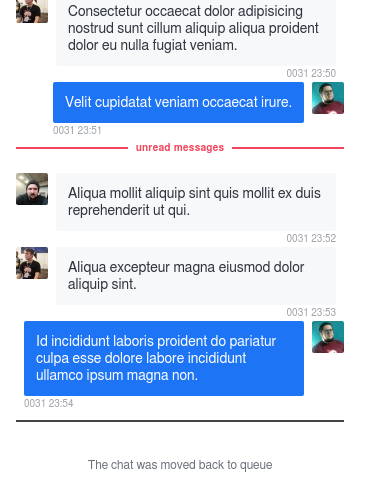 Consectetur occaecat dolor adipisicing
nostrud sunt cillum aliquip aliqua proident
dolor eu nulla fugiat veniam.
0031 23:50
Velit cupidatat veniam occaecat irure.
0031 23:51
unread messages
Aliqua mollit aliquip sint quis mollit ex duis
reprehenderit ut qui.
0031 23:52
Aliqua excepteur magna eiusmod dolor
aliquip sint.
0031 23:53
Id incididunt laboris proident do pariatur
culpa esse dolore labore incididunt
ullamco ipsum magna non.
0031 23:54
The chat was moved back to queue